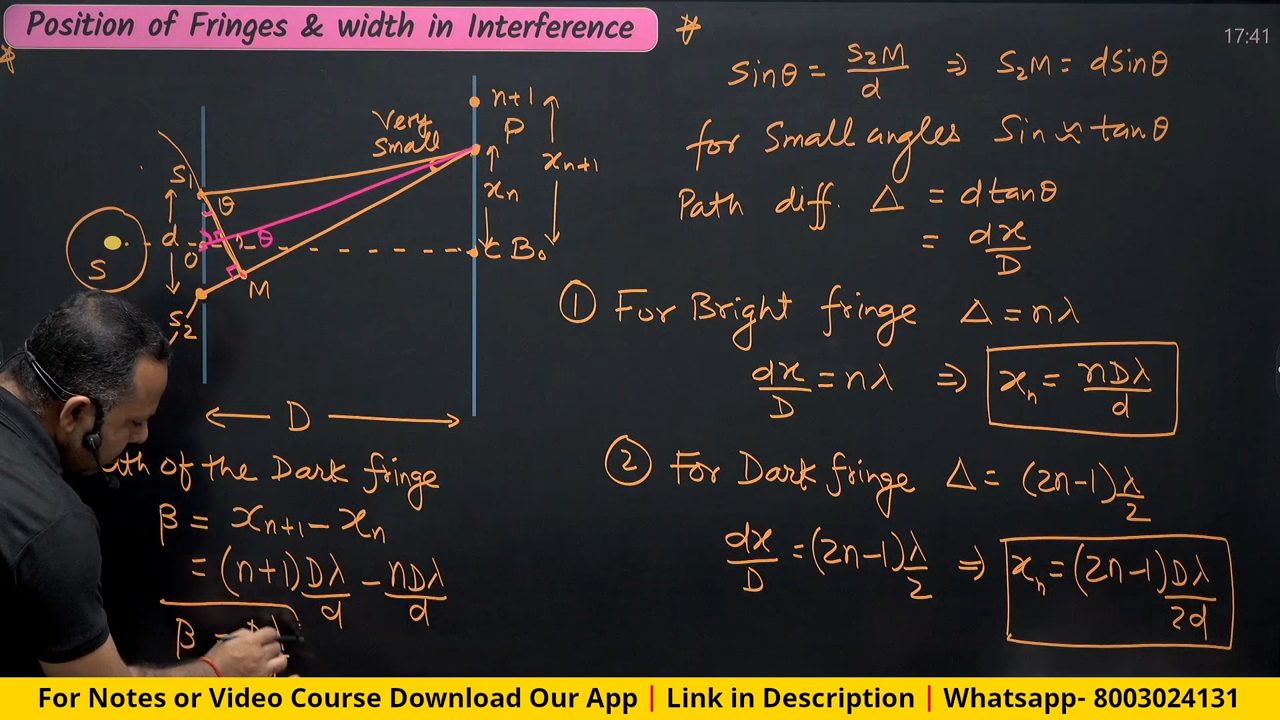 Position of Fringes & width in Interference
17:41
S₁
θ
d
O
θ
S
S₂
M
Very
Small
n+1
P
xₙ
xₙ₊₁
C B₀
D
of the Dark fringe
β = xₙ₊₁ - xₙ
= (n+1)Dλ/d - nDλ/d
β =
Sinθ = S₂M/d ⇒ S₂M = dSinθ
for Small angles Sin ≈ tanθ
Path diff. Δ = dtanθ
= dx/D
① For Bright fringe Δ = nλ
dx/D = nλ ⇒ xₙ = nDλ/d
② For Dark fringe Δ = (2n-1)λ/2
dx/D = (2n-1)λ/2 ⇒ xₙ = (2n-1)Dλ/2d
For Notes or Video Course Download Our App | Link in Description | Whatsapp- 8003024131